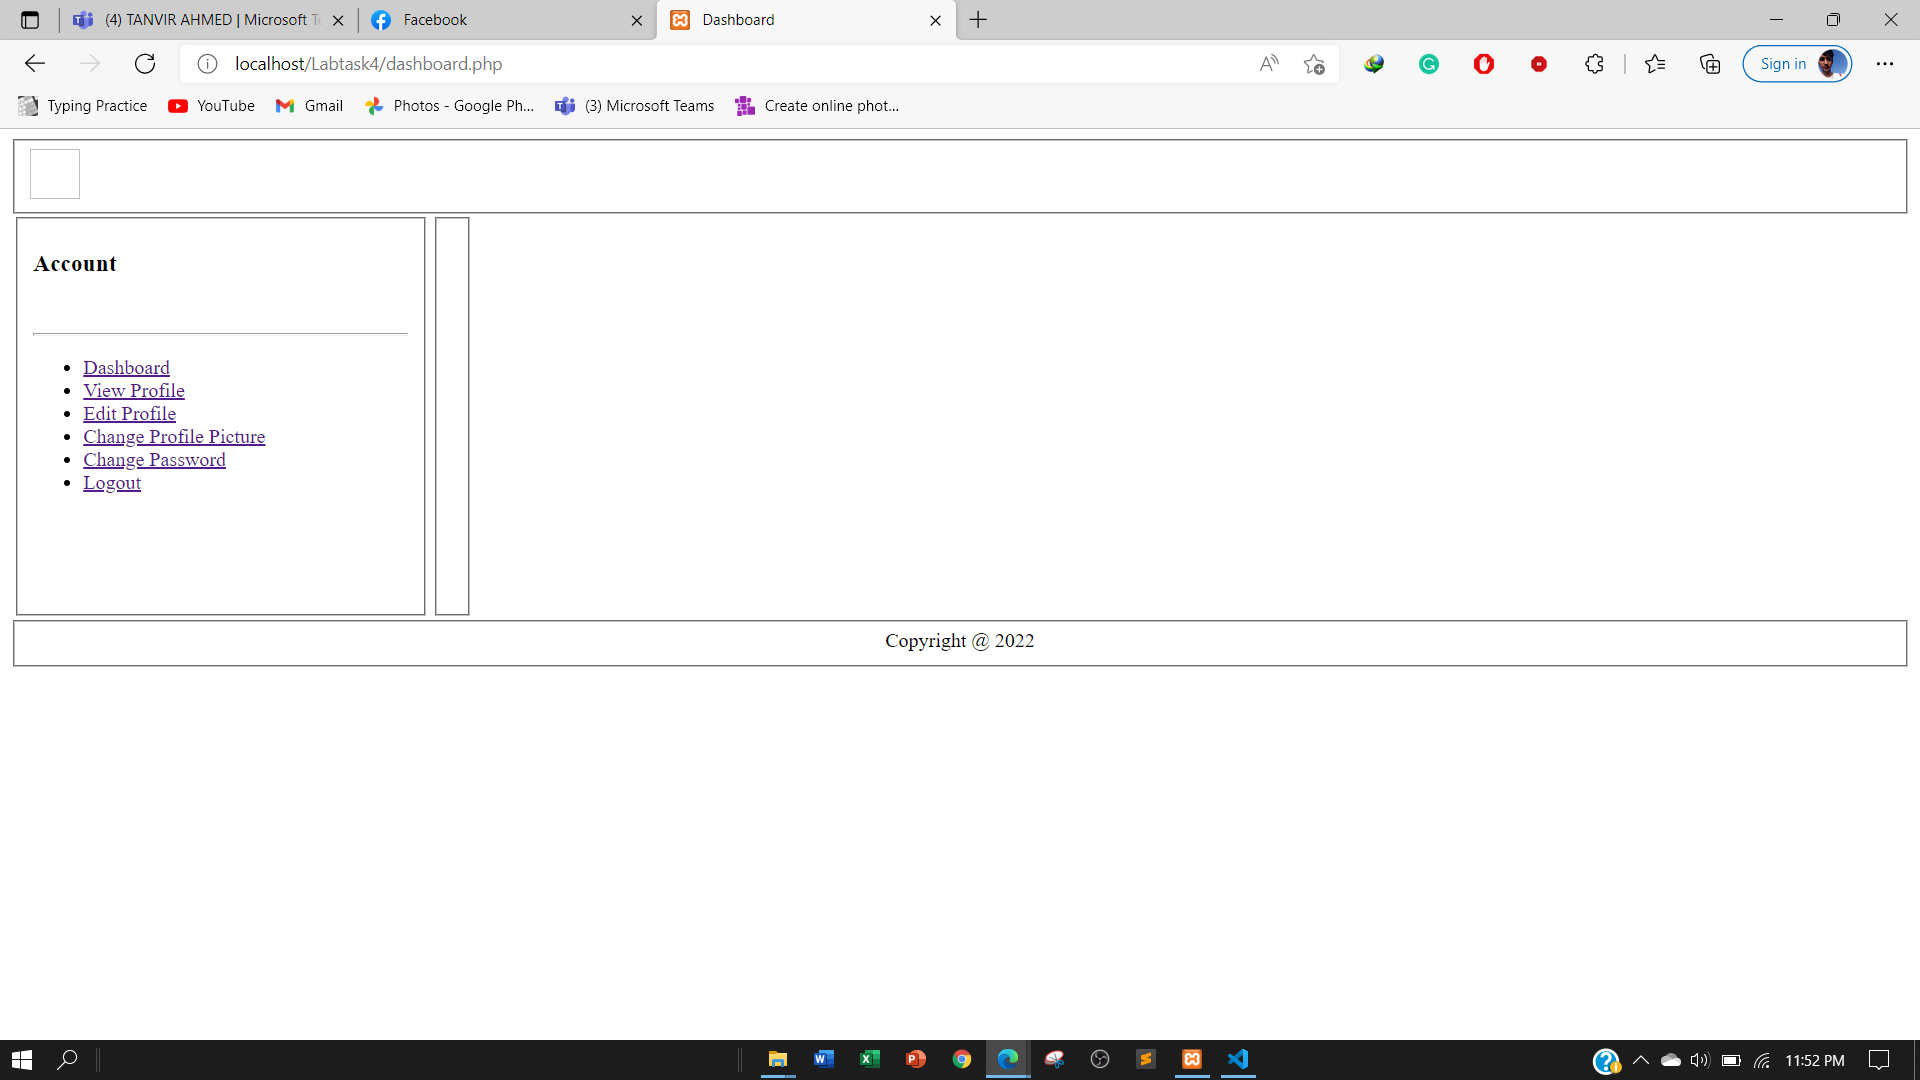 (4) TANVIR AHMED | Microsoft Te
Facebook
Dashboard
localhost/Labtask4/dashboard.php
Sign in
Typing Practice
YouTube
Gmail
Photos - Google Ph...
(3) Microsoft Teams
Create online phot...
Account
Dashboard
View Profile
Edit Profile
Change Profile Picture
Change Password
Logout
Copyright @ 2022
11:52 PM